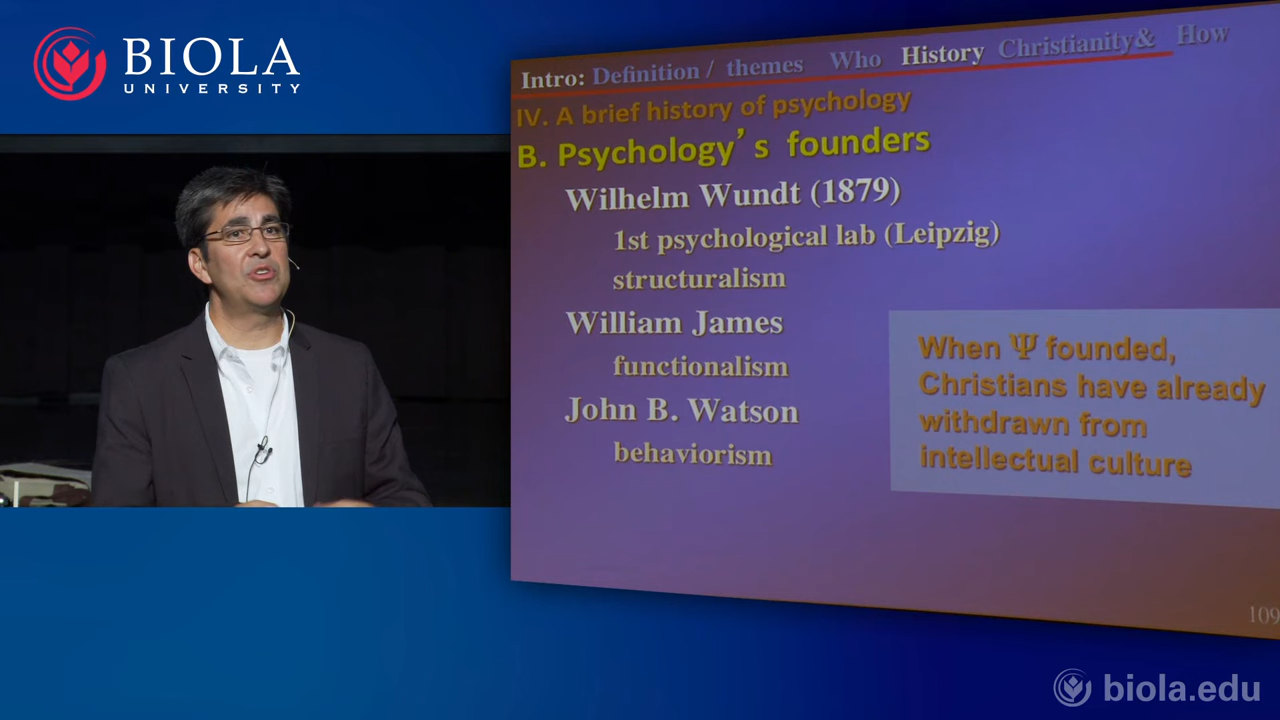 BIOLA
UNIVERSITY
Intro: Definition / themes Who History Christianity& How
IV. A brief history of psychology
B. Psychology's founders
Wilhelm Wundt (1879)
1st psychological lab (Leipzig)
structuralism
William James
functionalism
John B. Watson
behaviorism
When Ψ founded,
Christians have already
withdrawn from
intellectual culture
109
biola.edu